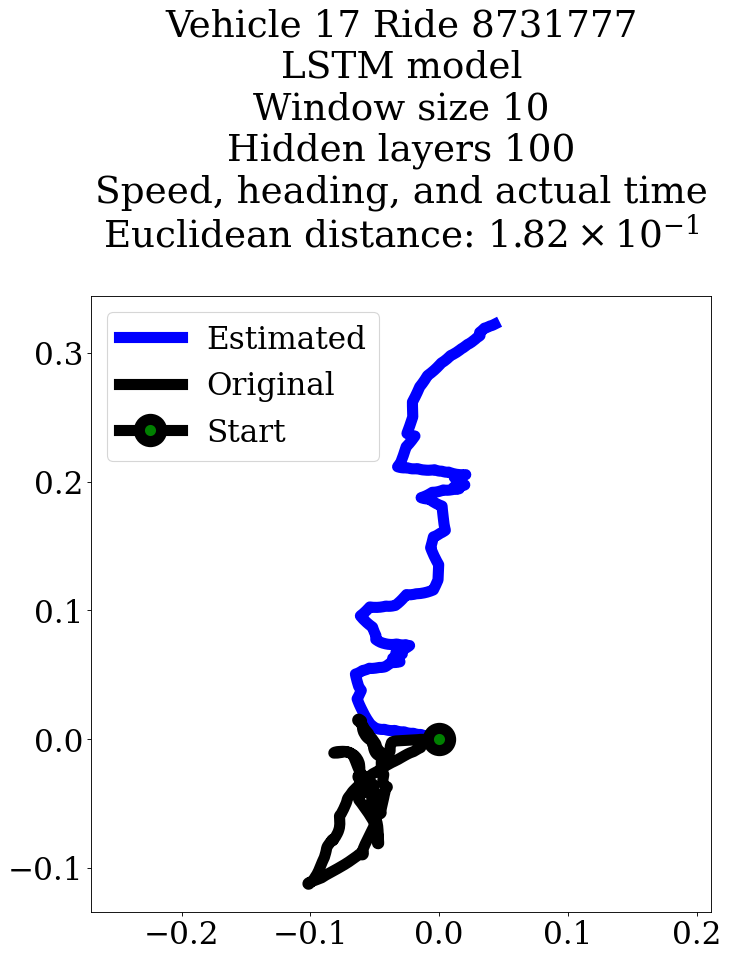 Vehicle 17 Ride 8731777
LSTM model
Window size 10
Hidden layers 100
Speed, heading, and actual time
Euclidean distance: 1.82 × 10⁻¹
Estimated
Original
Start
0.3
0.2
0.1
0.0
−0.1
−0.2 −0.1 0.0 0.1 0.2